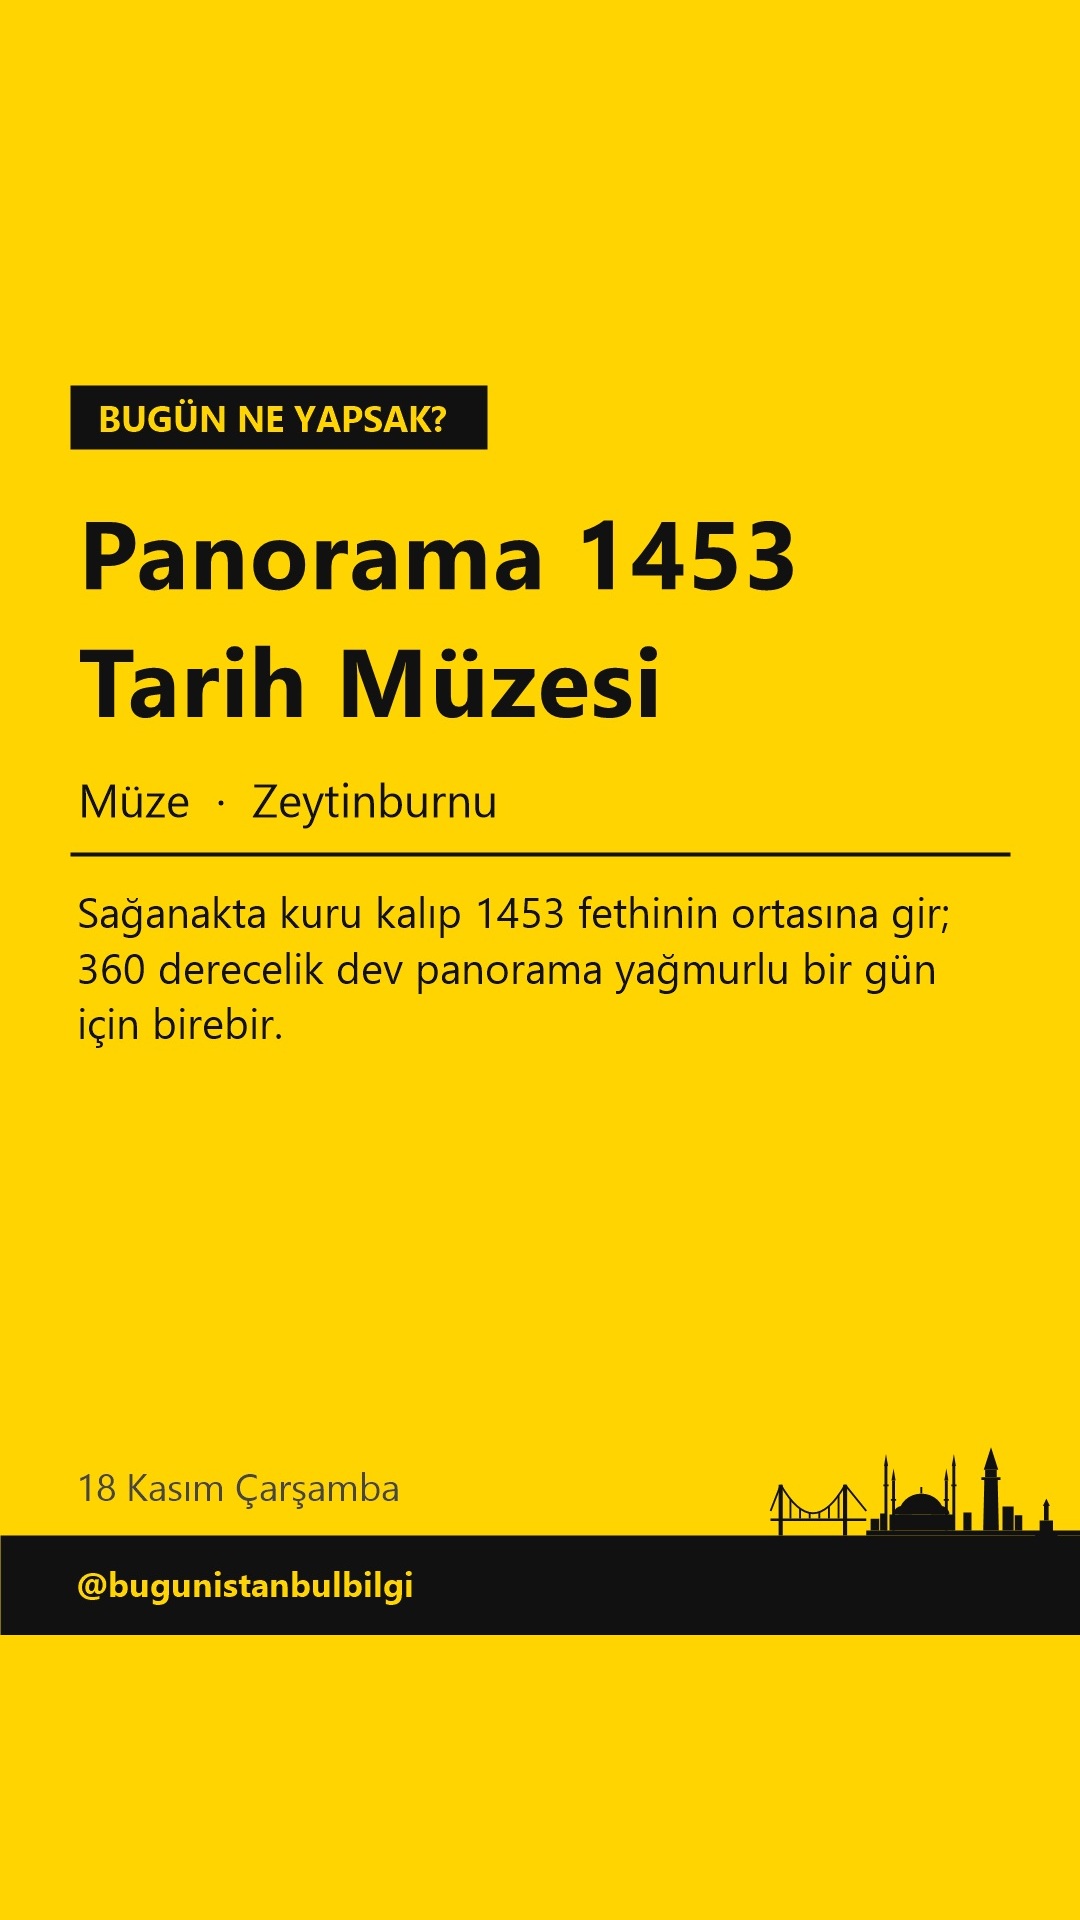 BUGÜN NE YAPSAK?
Panorama 1453
Tarih Müzesi
Müze · Zeytinburnu
Sağanakta kuru kalıp 1453 fethinin ortasına gir;
360 derecelik dev panorama yağmurlu bir gün
için birebir.
18 Kasım Çarşamba
@bugunistanbulbilgi